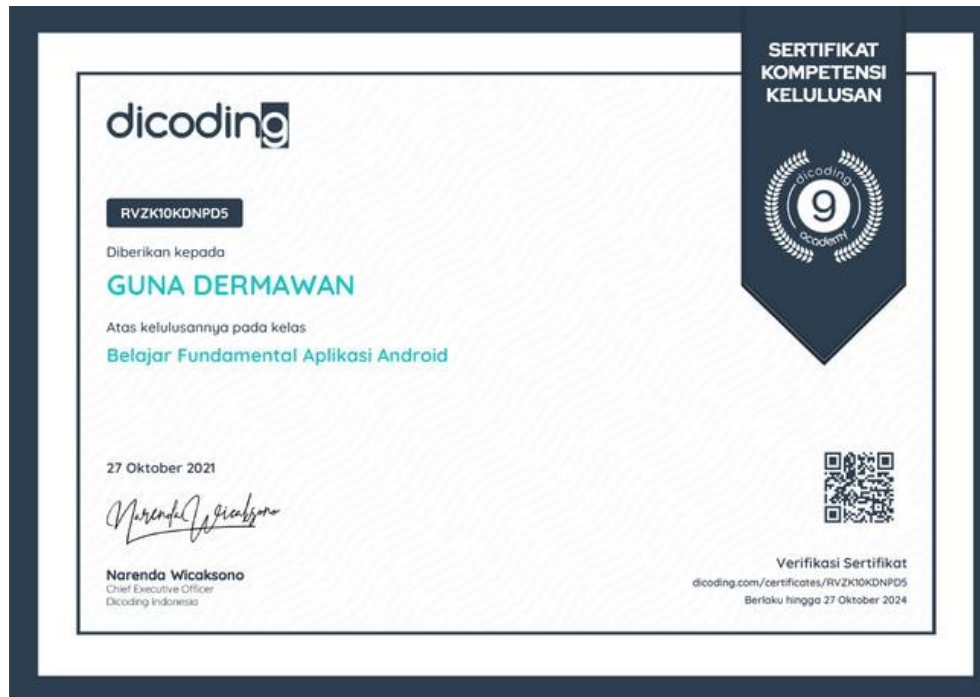 SERTIFIKAT
KOMPETENSI
KELULUSAN
dicoding
dicoding
9
academy
RVZK10KDNPD5
Diberikan kepada
GUNA DERMAWAN
Atas kelulusannya pada kelas
Belajar Fundamental Aplikasi Android
27 Oktober 2021
Narenda Wicaksono
Narenda Wicaksono
Chief Executive Officer
Dicoding Indonesia
Verifikasi Sertifikat
dicoding.com/certificates/RVZK10KDNPD5
Berlaku hingga 27 Oktober 2024